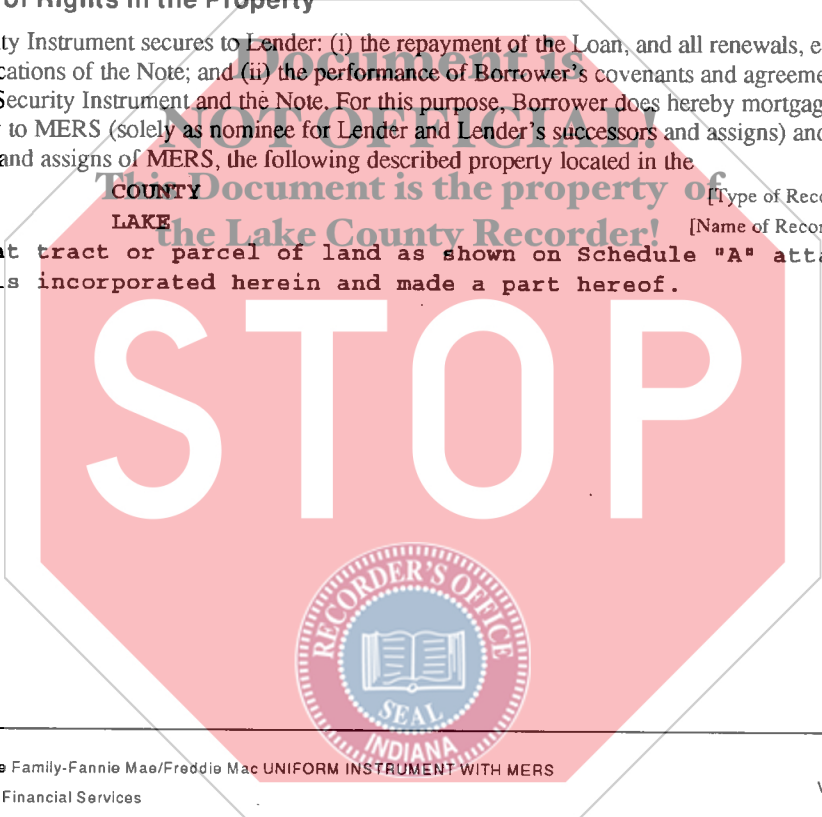 of Rights in the Property
ty Instrument secures to Lender: (i) the repayment of the Loan, and all renewals, e
cations of the Note; and (ii) the performance of Borrower's covenants and agreeme
Security Instrument and the Note. For this purpose, Borrower does hereby mortgag
to MERS (solely as nominee for Lender and Lender's successors and assigns) and
and assigns of MERS, the following described property located in the
COUNTY [Type of Reco
LAKE [Name of Recor
at tract or parcel of land as shown on Schedule "A" atta
is incorporated herein and made a part hereof.
Document is
NOT OFFICIAL!
This Document is the property of
the Lake County Recorder!
STOP
RECORDER'S OFFICE
SEAL
INDIANA
e Family-Fannie Mae/Freddie Mac UNIFORM INSTRUMENT WITH MERS
Financial Services